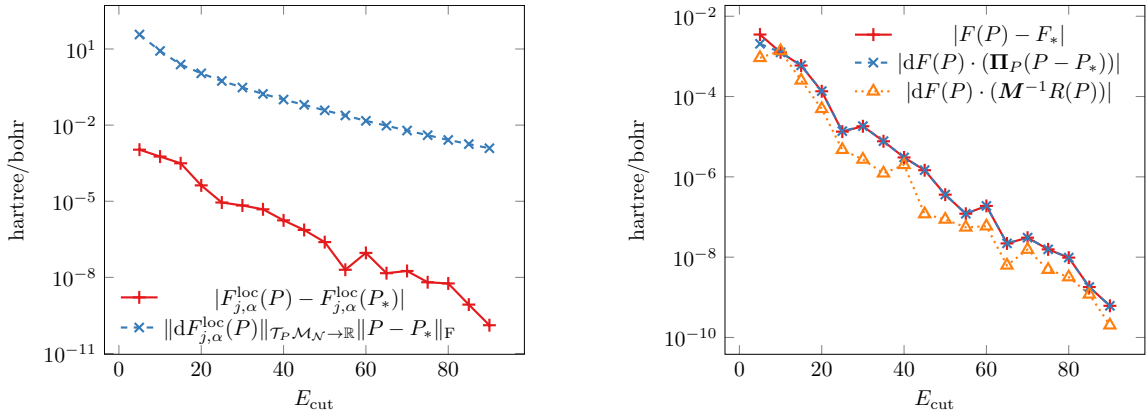 10^1
10^−2
10^−5
10^−8
10^−11
hartree/bohr
0 20 40 60 80
E_cut
|F^loc_{j,α}(P) − F^loc_{j,α}(P_*)|
‖dF^loc_{j,α}(P)‖_{𝒯_P ℳ_𝒩→ℝ}‖P − P_*‖_F
10^−2
10^−4
10^−6
10^−8
10^−10
hartree/bohr
0 20 40 60 80
E_cut
|F(P) − F_*|
|dF(P) · (𝚷_P(P − P_*))|
|dF(P) · (𝑴^−1 R(P))|